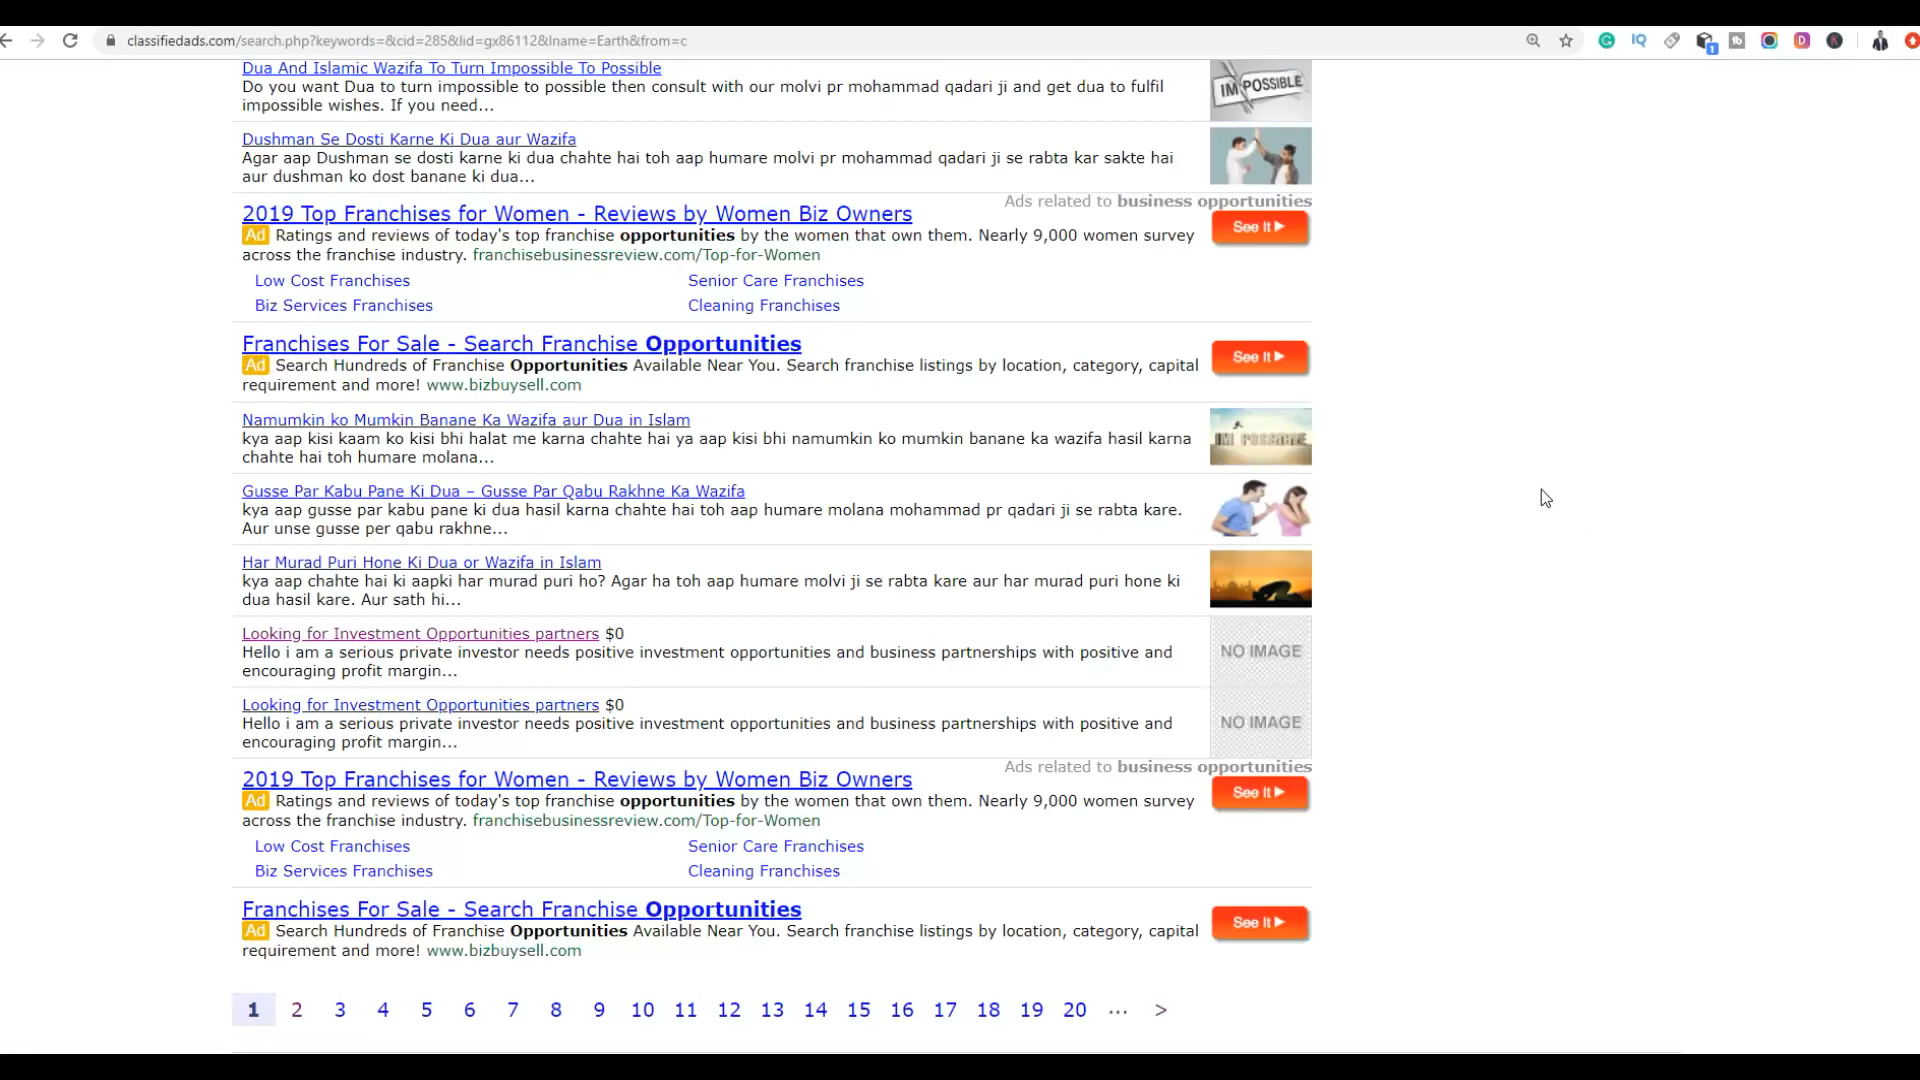 classifiedads.com/search.php?keywords=&cid=285&lid=gx86112&lname=Earth&from=c
Dua And Islamic Wazifa To Turn Impossible To Possible
Do you want Dua to turn impossible to possible then consult with our molvi pr mohammad qadari ji and get dua to fulfil
impossible wishes. If you need...
IMPOSSIBLE
Dushman Se Dosti Karne Ki Dua aur Wazifa
Agar aap Dushman se dosti karne ki dua chahte hai toh aap humare molvi pr mohammad qadari ji se rabta kar sakte hai
aur dushman ko dost banane ki dua...
Ads related to business opportunities
2019 Top Franchises for Women - Reviews by Women Biz Owners
See It
Ad Ratings and reviews of today's top franchise opportunities by the women that own them. Nearly 9,000 women survey
across the franchise industry. franchisebusinessreview.com/Top-for-Women
Low Cost Franchises Senior Care Franchises
Biz Services Franchises Cleaning Franchises
Franchises For Sale - Search Franchise Opportunities
See It
Ad Search Hundreds of Franchise Opportunities Available Near You. Search franchise listings by location, category, capital
requirement and more! www.bizbuysell.com
Namumkin ko Mumkin Banane Ka Wazifa aur Dua in Islam
kya aap kisi kaam ko kisi bhi halat me karna chahte hai ya aap kisi bhi namumkin ko mumkin banane ka wazifa hasil karna
chahte hai toh humare molana...
IMPOSSIBLE
Gusse Par Kabu Pane Ki Dua – Gusse Par Qabu Rakhne Ka Wazifa
kya aap gusse par kabu pane ki dua hasil karna chahte hai toh aap humare molana mohammad pr qadari ji se rabta kare.
Aur unse gusse per qabu rakhne...
Har Murad Puri Hone Ki Dua or Wazifa in Islam
kya aap chahte hai ki aapki har murad puri ho? Agar ha toh aap humare molvi ji se rabta kare aur har murad puri hone ki
dua hasil kare. Aur sath hi...
Looking for Investment Opportunities partners $0
Hello i am a serious private investor needs positive investment opportunities and business partnerships with positive and
encouraging profit margin...
NO IMAGE
Looking for Investment Opportunities partners $0
Hello i am a serious private investor needs positive investment opportunities and business partnerships with positive and
encouraging profit margin...
NO IMAGE
Ads related to business opportunities
2019 Top Franchises for Women - Reviews by Women Biz Owners
See It
Ad Ratings and reviews of today's top franchise opportunities by the women that own them. Nearly 9,000 women survey
across the franchise industry. franchisebusinessreview.com/Top-for-Women
Low Cost Franchises Senior Care Franchises
Biz Services Franchises Cleaning Franchises
Franchises For Sale - Search Franchise Opportunities
See It
Ad Search Hundreds of Franchise Opportunities Available Near You. Search franchise listings by location, category, capital
requirement and more! www.bizbuysell.com
1 2 3 4 5 6 7 8 9 10 11 12 13 14 15 16 17 18 19 20 ... >